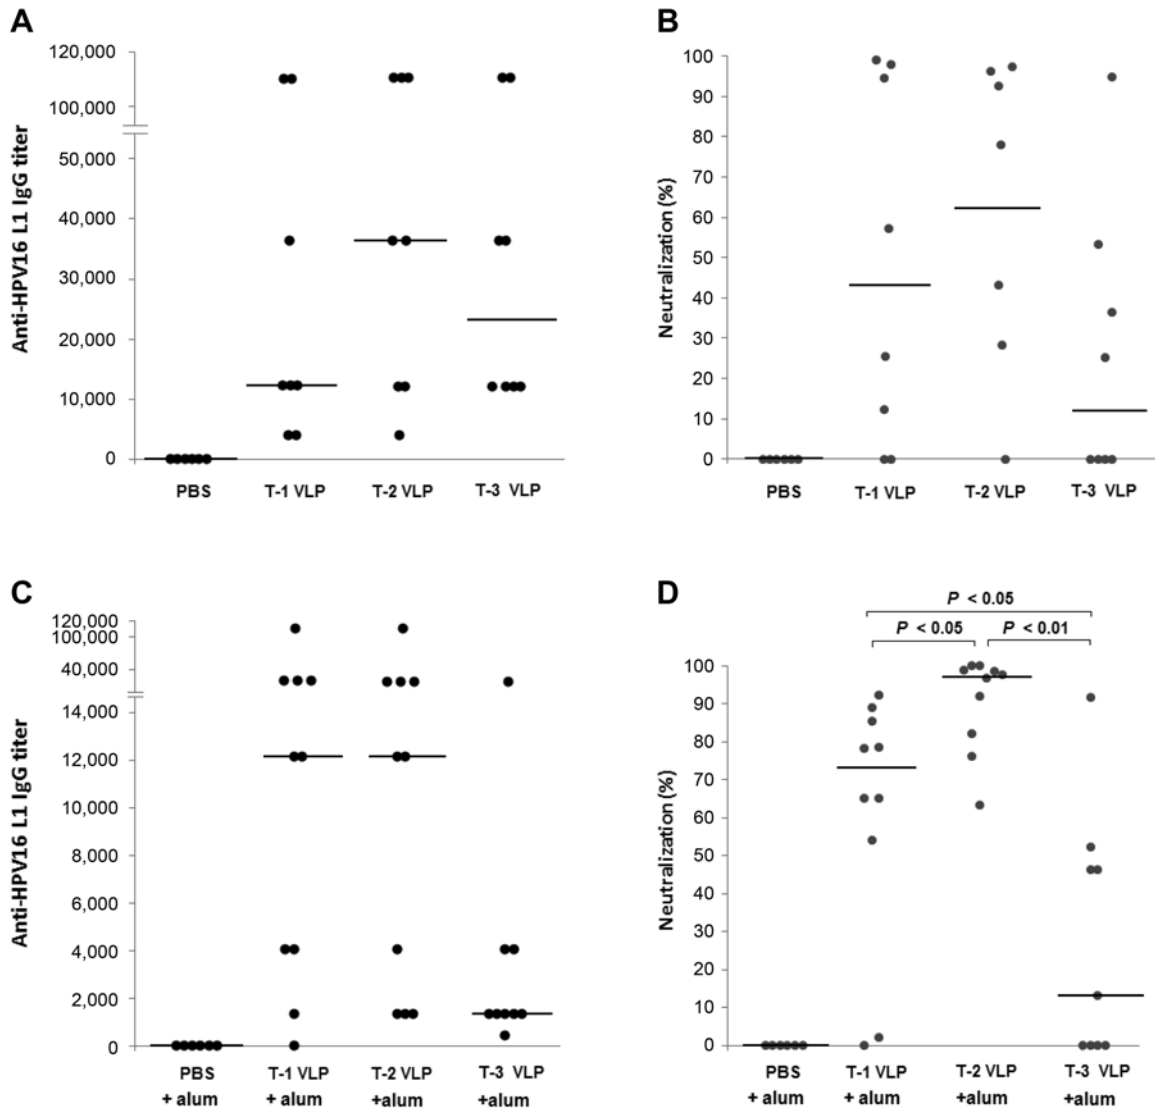 A
Anti-HPV16 L1 IgG titer
120,000
100,000
50,000
40,000
30,000
20,000
10,000
0
PBS
T-1 VLP
T-2 VLP
T-3 VLP
B
Neutralization (%)
100
90
80
70
60
50
40
30
20
10
0
PBS
T-1 VLP
T-2 VLP
T-3 VLP
C
Anti-HPV16 L1 IgG titer
120,000
100,000
40,000
14,000
12,000
10,000
8,000
6,000
4,000
2,000
0
PBS
+ alum
T-1 VLP
+ alum
T-2 VLP
+alum
T-3 VLP
+alum
D
P < 0.05
P < 0.05
P < 0.01
Neutralization (%)
100
90
80
70
60
50
40
30
20
10
0
PBS
+ alum
T-1 VLP
+ alum
T-2 VLP
+alum
T-3 VLP
+alum